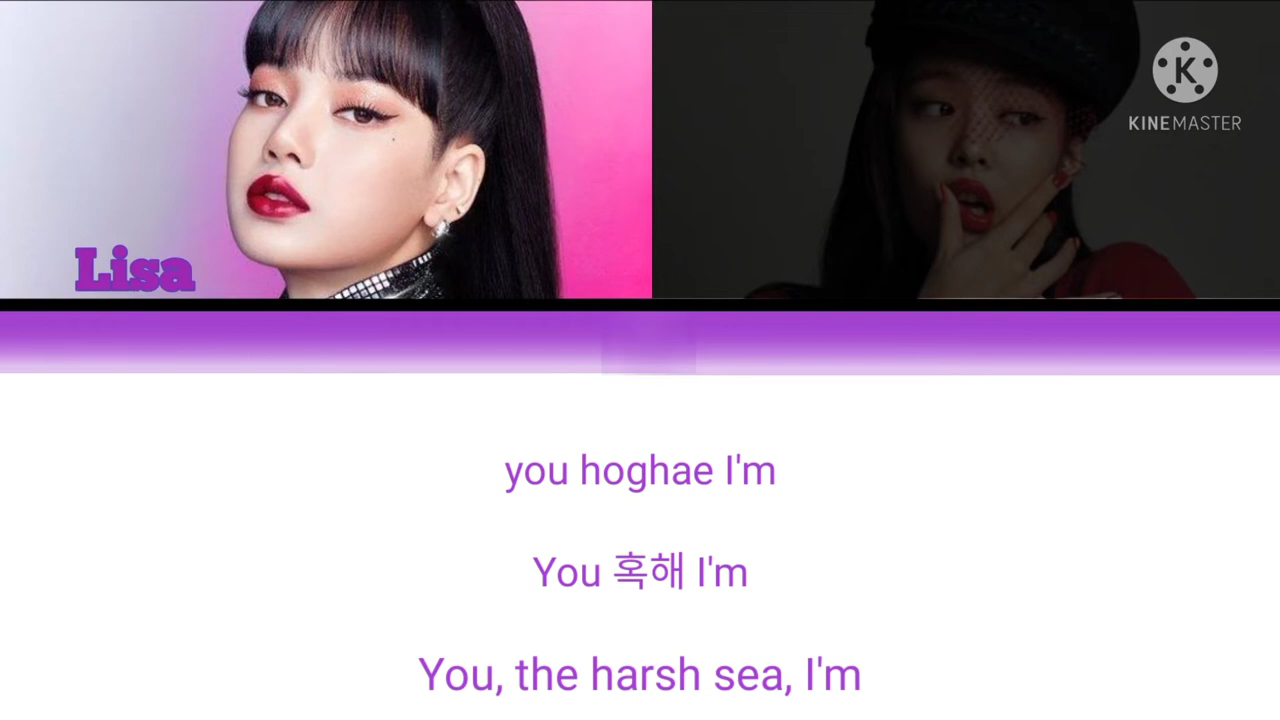 KINEMASTER
Lisa
you hoghae I'm
You 혹해 I'm
You, the harsh sea, I'm